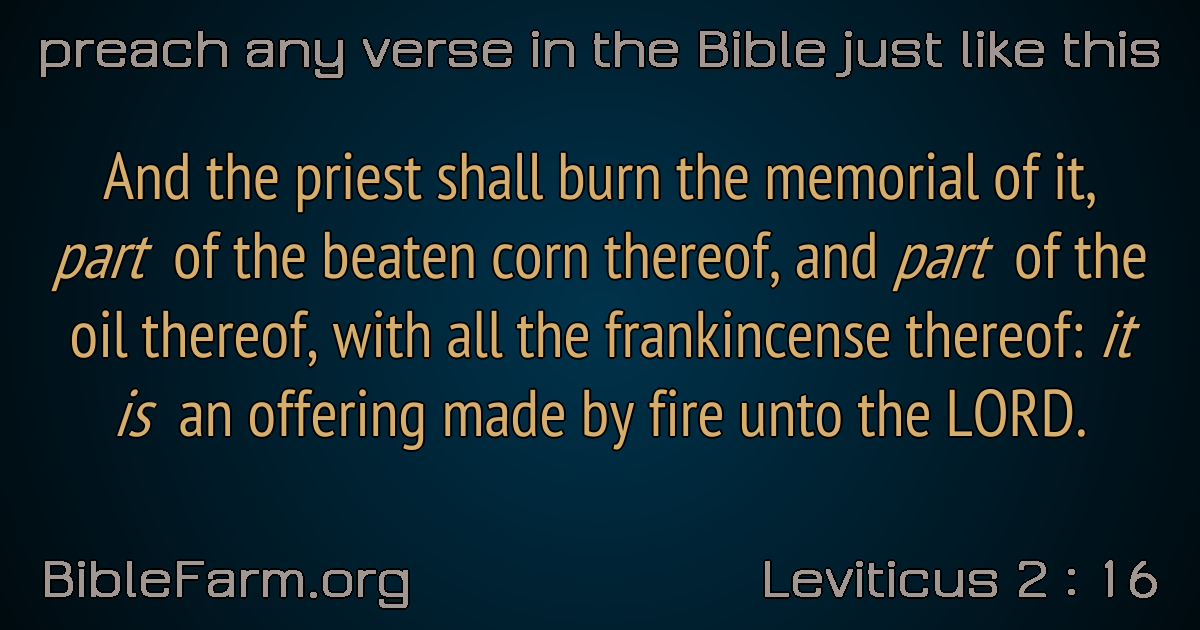 preach any verse in the Bible just like this
And the priest shall burn the memorial of it,
part of the beaten corn thereof, and part of the
oil thereof, with all the frankincense thereof: it
is an offering made by fire unto the LORD.
BibleFarm.org
Leviticus 2 : 16